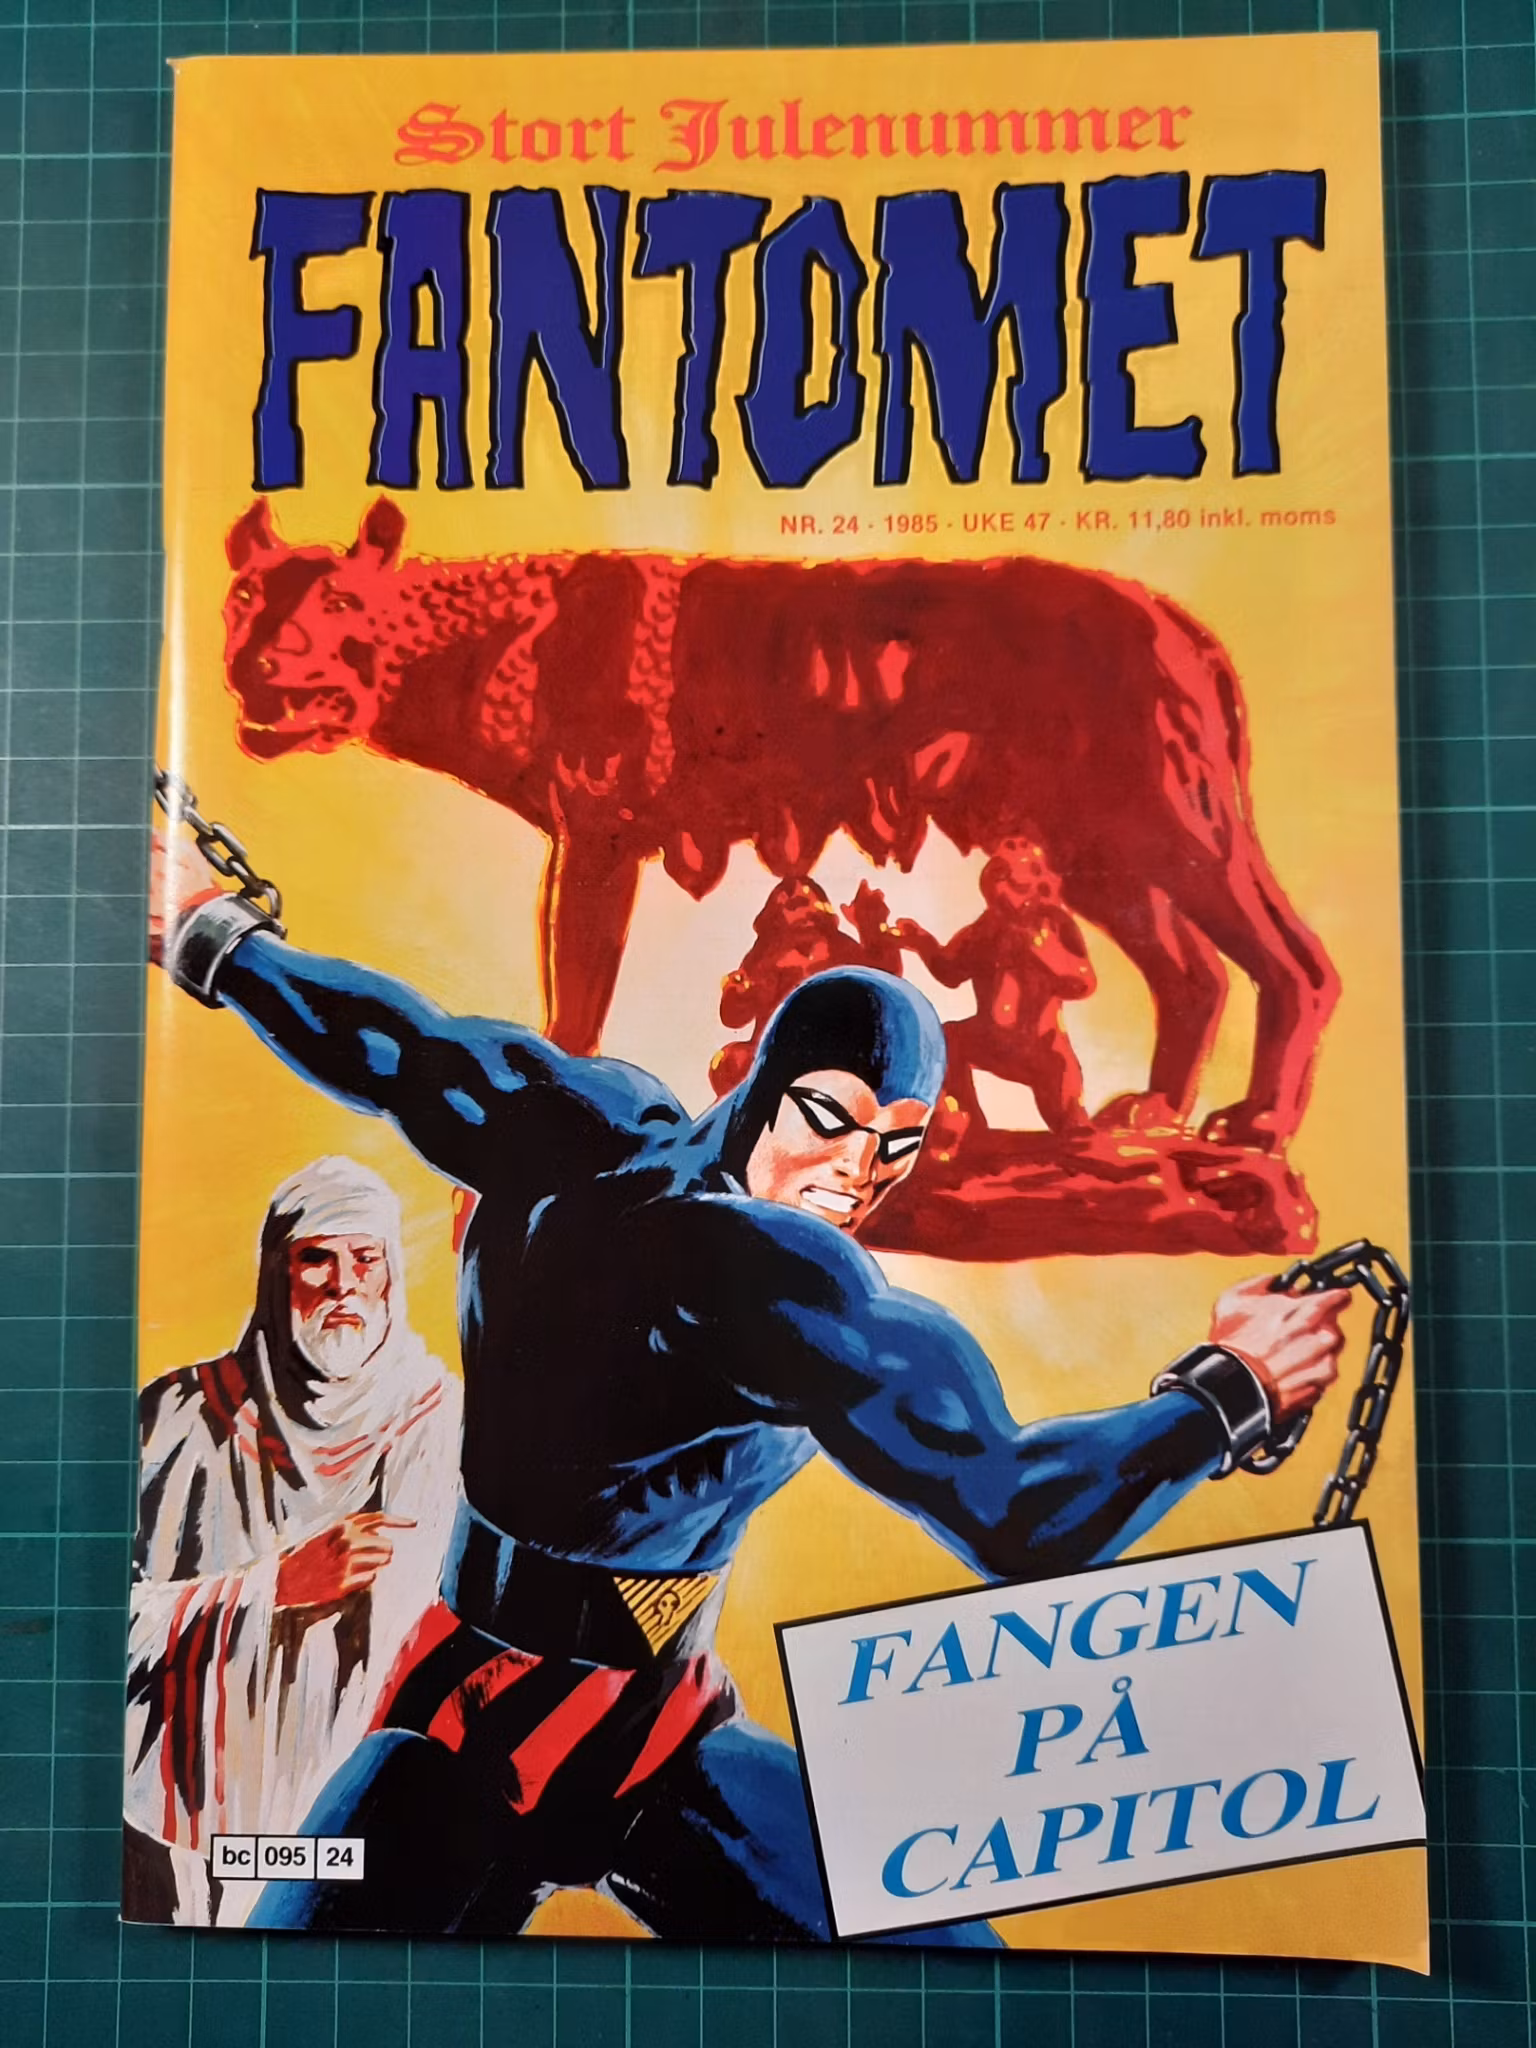 Stort Julenummer
FANTOMET
NR. 24 · 1985 · UKE 47 · KR. 11,80 inkl. moms
FANGEN
PÅ
CAPITOL
bc 095 24